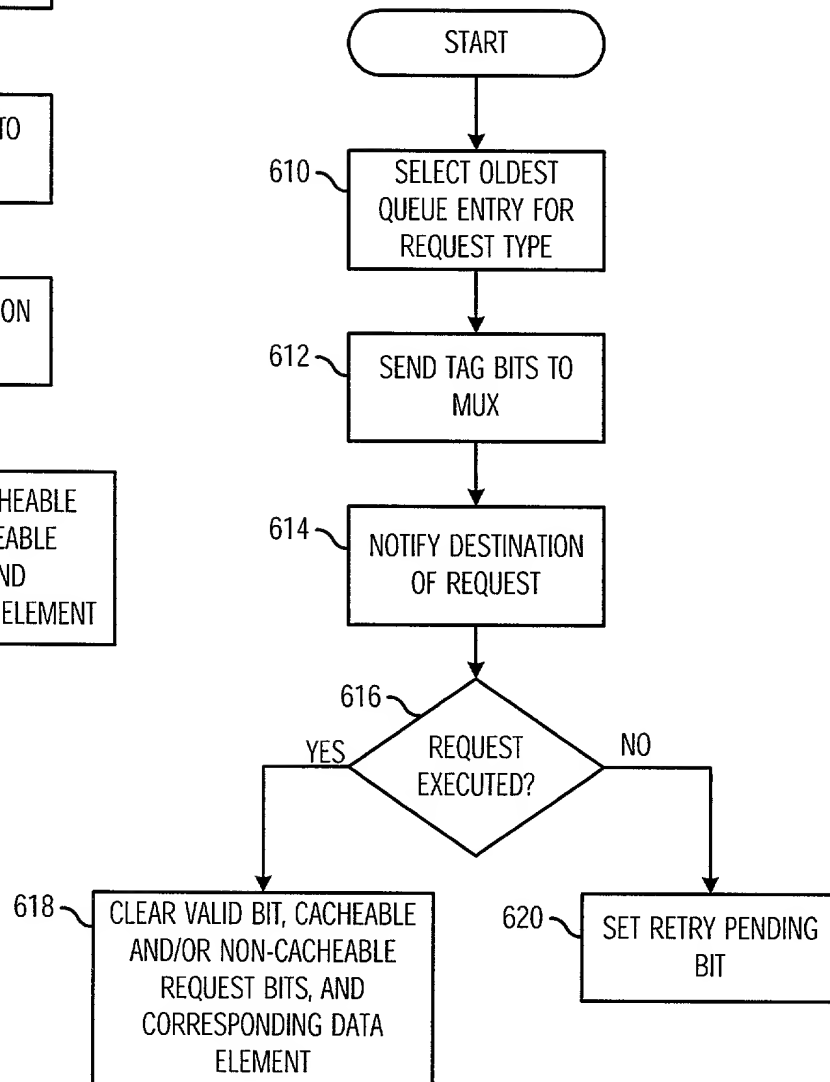 START
610
SELECT OLDEST
QUEUE ENTRY FOR
REQUEST TYPE
TO
612
SEND TAG BITS TO
MUX
ON
614
NOTIFY DESTINATION
OF REQUEST
HEABLE
EABLE
ND
ELEMENT
616
REQUEST
EXECUTED?
YES
NO
618
CLEAR VALID BIT, CACHEABLE
AND/OR NON-CACHEABLE
REQUEST BITS, AND
CORRESPONDING DATA
ELEMENT
620
SET RETRY PENDING
BIT